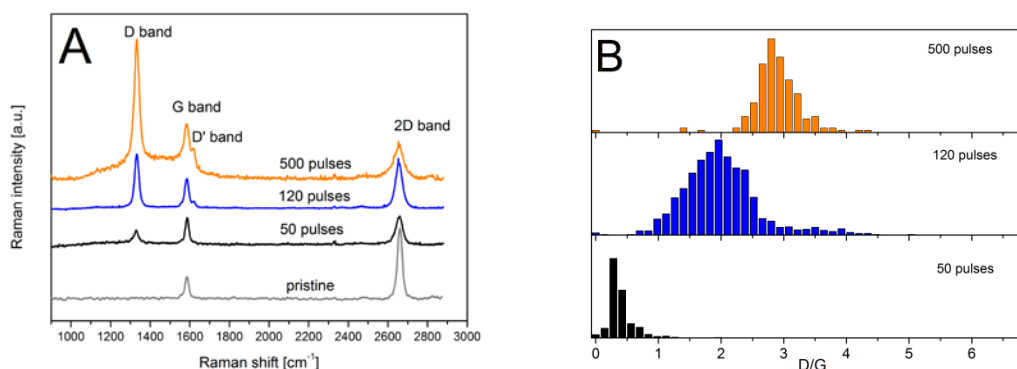 A
D band
G band
D' band
2D band
500 pulses
120 pulses
50 pulses
pristine
Raman intensity [a.u.]
1000 1200 1400 1600 1800 2000 2200 2400 2600 2800 3000
Raman shift [cm⁻¹]
B
500 pulses
120 pulses
50 pulses
0 1 2 3 4 5 6
D/G